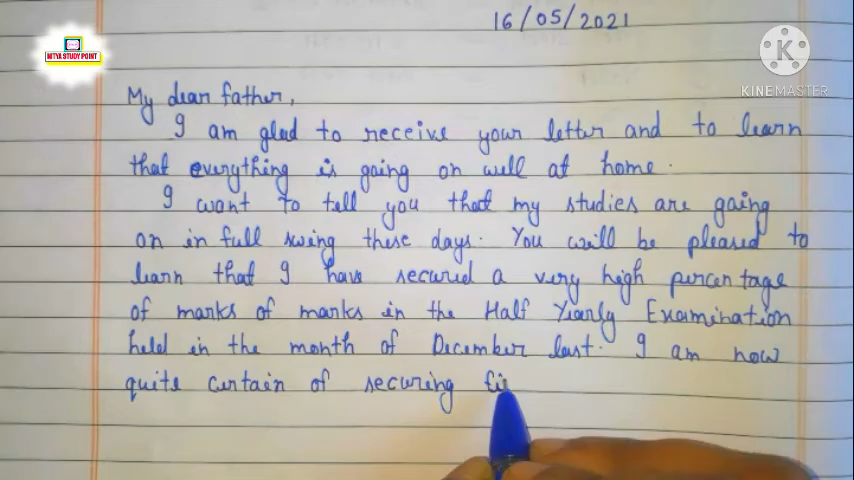 16/05/2021
NITYA STUDY POINT
KINEMASTER
My dear father,
I am glad to receive your letter and to learn
that everything is going on well at home.
I want to tell you that my studies are going
on in full swing these days. You will be pleased to
learn that I have secured a very high percentage
of marks of marks in the Half Yearly Examination
held in the month of December last. I am now
quite certain of securing fi